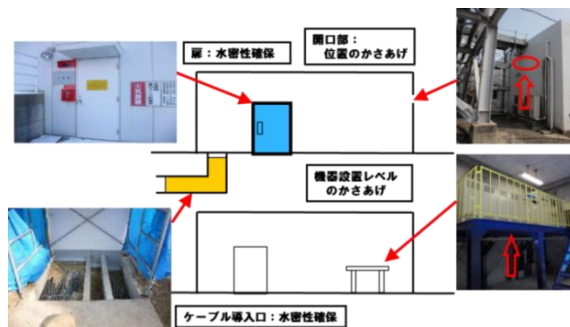 扉：水密性確保
開口部：
位置のかさあげ
機器設置レベル
のかさあげ
ケーブル導入口：水密性確保